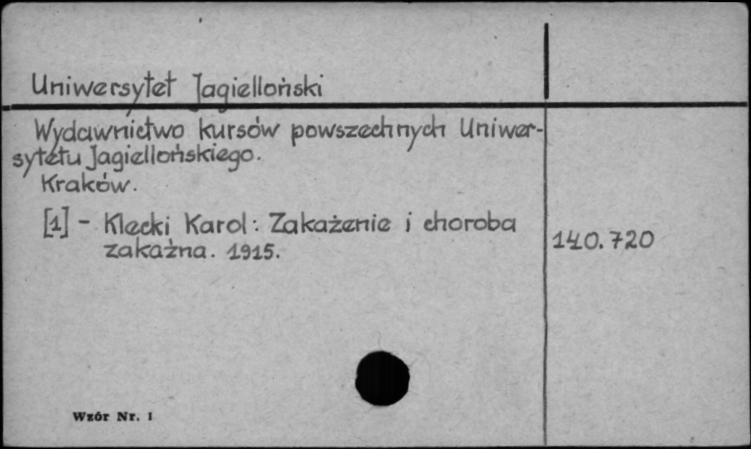 Uniwersytet Jagielloński
Wydawnictwo kursów powszechnych Uniwer-
sytetu Jagiellońskiego.
Kraków.
[1] - Klecki Karol: Zakażenie i choroba
zakaźna. 1915.
140.720
Wzór Nr. 1